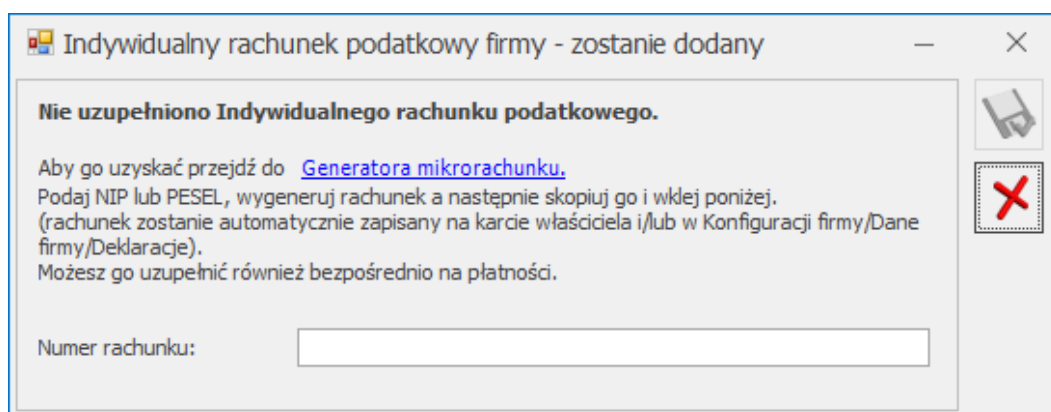 Indywidualny rachunek podatkowy firmy - zostanie dodany
Nie uzupełniono Indywidualnego rachunku podatkowego.
Aby go uzyskać przejdź do Generatora mikrorachunku.
Podaj NIP lub PESEL, wygeneruj rachunek a następnie skopiuj go i wklej poniżej.
(rachunek zostanie automatycznie zapisany na karcie właściciela i/lub w Konfiguracji firmy/Dane
firmy/Deklaracje).
Możesz go uzupełnić również bezpośrednio na płatności.
Numer rachunku: